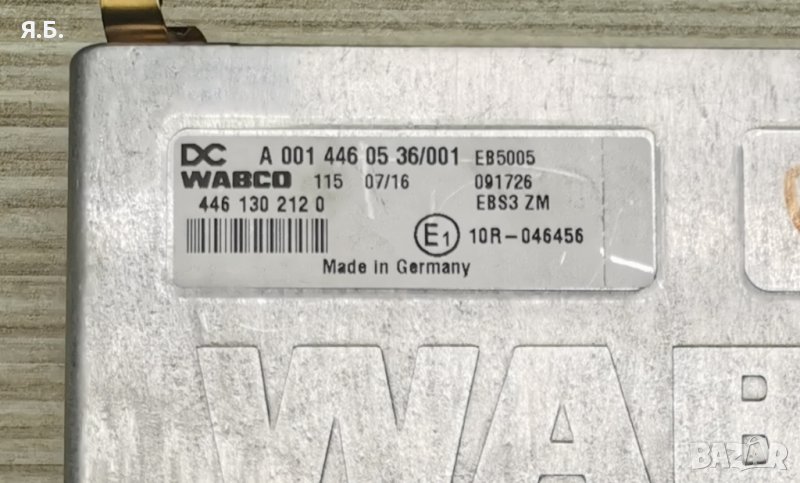 Я.Б.
DC A 001 446 05 36/001 EB5005
WABCO 115 07/16 091726
446 130 212 0 EBS3 ZM
E1 10R-046456
Made in Germany
WAB
BAZAR